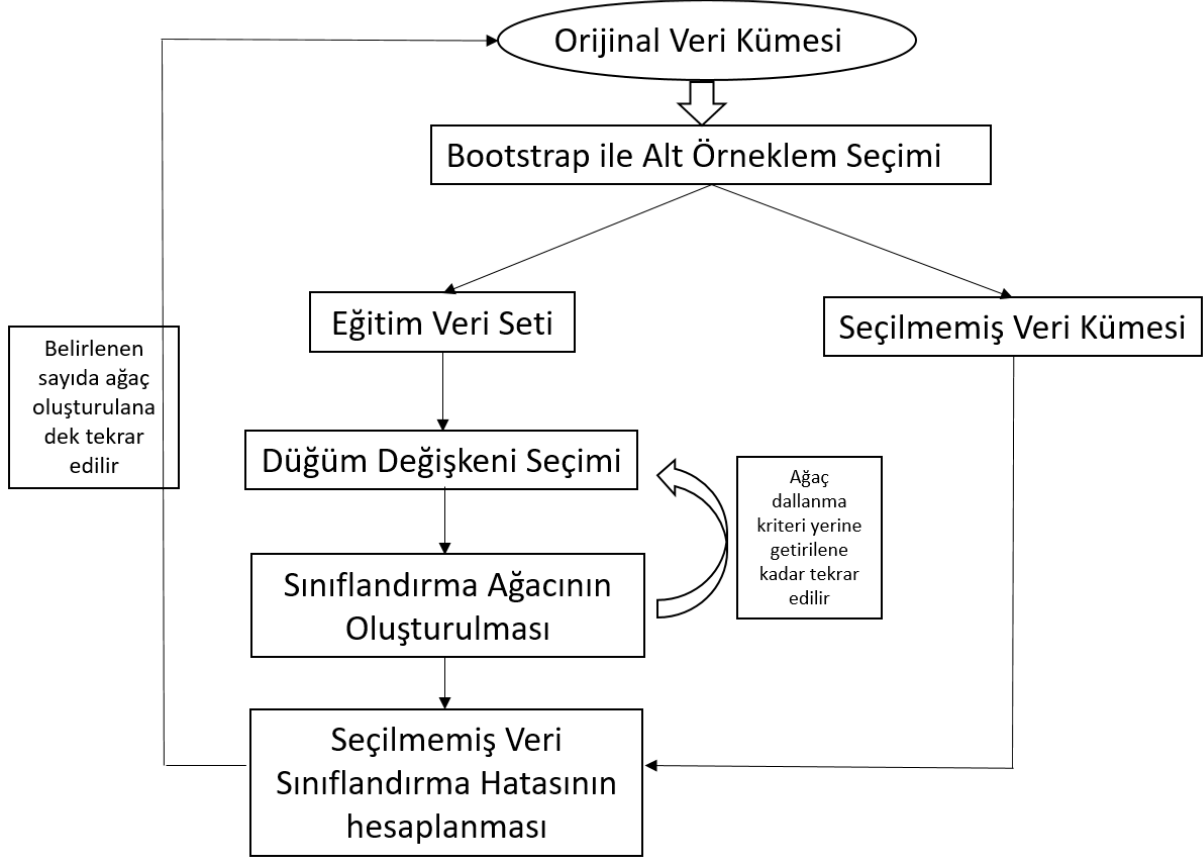 Orijinal Veri Kümesi
Bootstrap ile Alt Örneklem Seçimi
Eğitim Veri Seti
Seçilmemiş Veri Kümesi
Belirlenen
sayıda ağaç
oluşturulana
dek tekrar
edilir
Düğüm Değişkeni Seçimi
Ağaç
dallanma
kriteri yerine
getirilene
kadar tekrar
edilir
Sınıflandırma Ağacının
Oluşturulması
Seçilmemiş Veri
Sınıflandırma Hatasının
hesaplanması